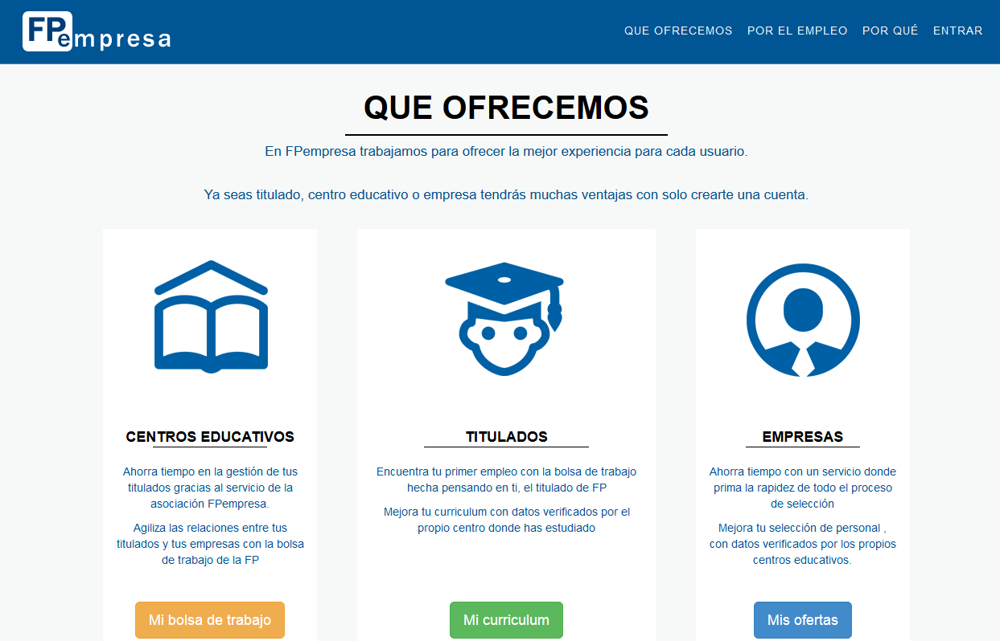 FPempresa
QUE OFRECEMOS
POR EL EMPLEO
POR QUÉ
ENTRAR
QUE OFRECEMOS
En FPempresa trabajamos para ofrecer la mejor experiencia para cada usuario.
Ya seas titulado, centro educativo o empresa tendrás muchas ventajas con solo crearte una cuenta.
CENTROS EDUCATIVOS
Ahorra tiempo en la gestión de tus
titulados gracias al servicio de la
asociación FPempresa.
Agiliza las relaciones entre tus
titulados y tus empresas con la bolsa
de trabajo de la FP
Mi bolsa de trabajo
TITULADOS
Encuentra tu primer empleo con la bolsa de trabajo
hecha pensando en ti, el titulado de FP
Mejora tu curriculum con datos verificados por el
propio centro donde has estudiado
Mi curriculum
EMPRESAS
Ahorra tiempo con un servicio donde
prima la rapidez de todo el proceso
de selección
Mejora tu selección de personal ,
con datos verificados por los propios
centros educativos.
Mis ofertas